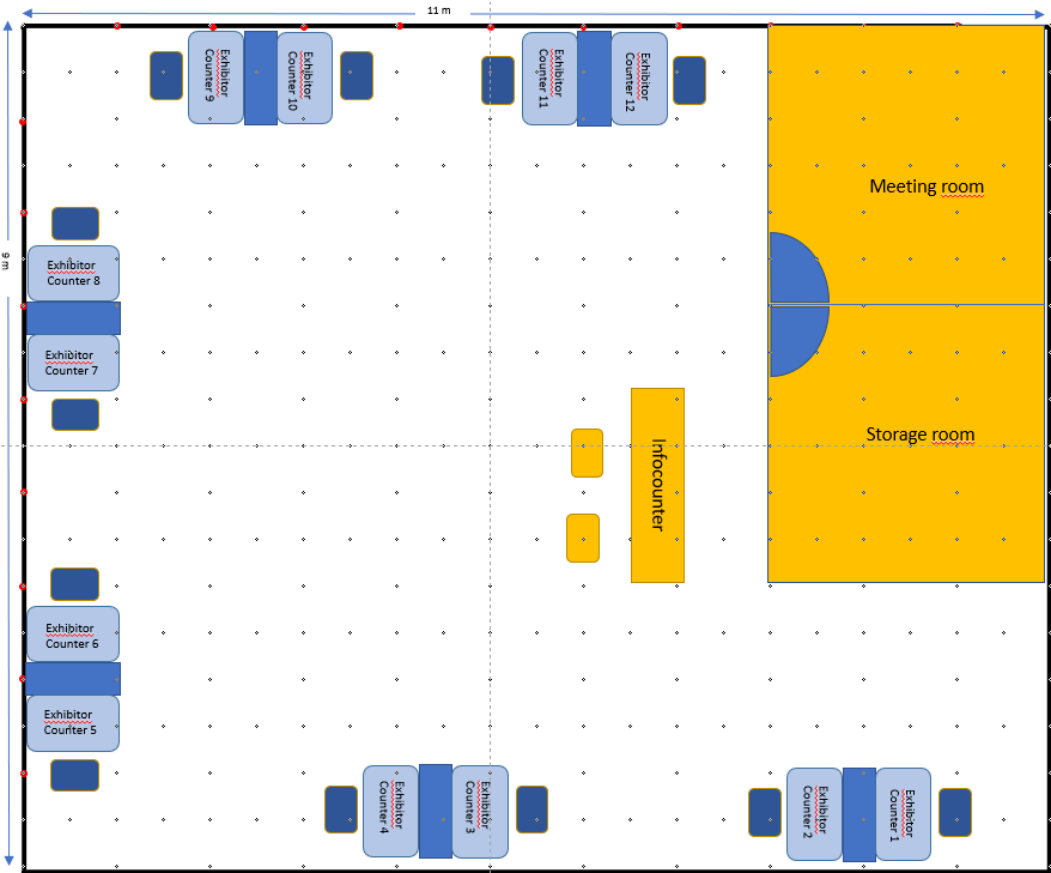 11 m
Exhibitor
Counter 9
Exhibitor
Counter 10
Exhibitor
Counter 11
Exhibitor
Counter 12
Meeting room
9 m
Exhibitor
Counter 8
Exhibitor
Counter 7
Storage room
Infocounter
Exhibitor
Counter 6
Exhibitor
Counter 5
Exhibitor
Counter 4
Exhibitor
Counter 3
Exhibitor
Counter 2
Exhibitor
Counter 1